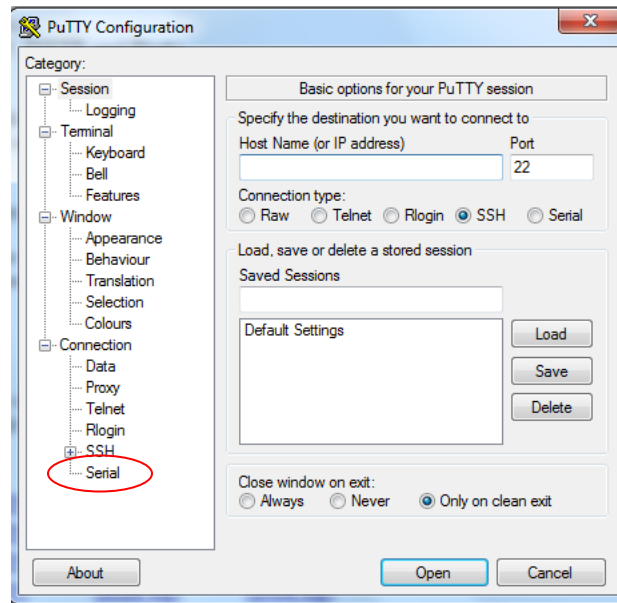 PuTTY Configuration
Category:
Session
Logging
Terminal
Keyboard
Bell
Features
Window
Appearance
Behaviour
Translation
Selection
Colours
Connection
Data
Proxy
Telnet
Rlogin
SSH
Serial
Basic options for your PuTTY session
Specify the destination you want to connect to
Host Name (or IP address) Port
22
Connection type:
Raw Telnet Rlogin SSH Serial
Load, save or delete a stored session
Saved Sessions
Default Settings
Load
Save
Delete
Close window on exit:
Always Never Only on clean exit
About Open Cancel